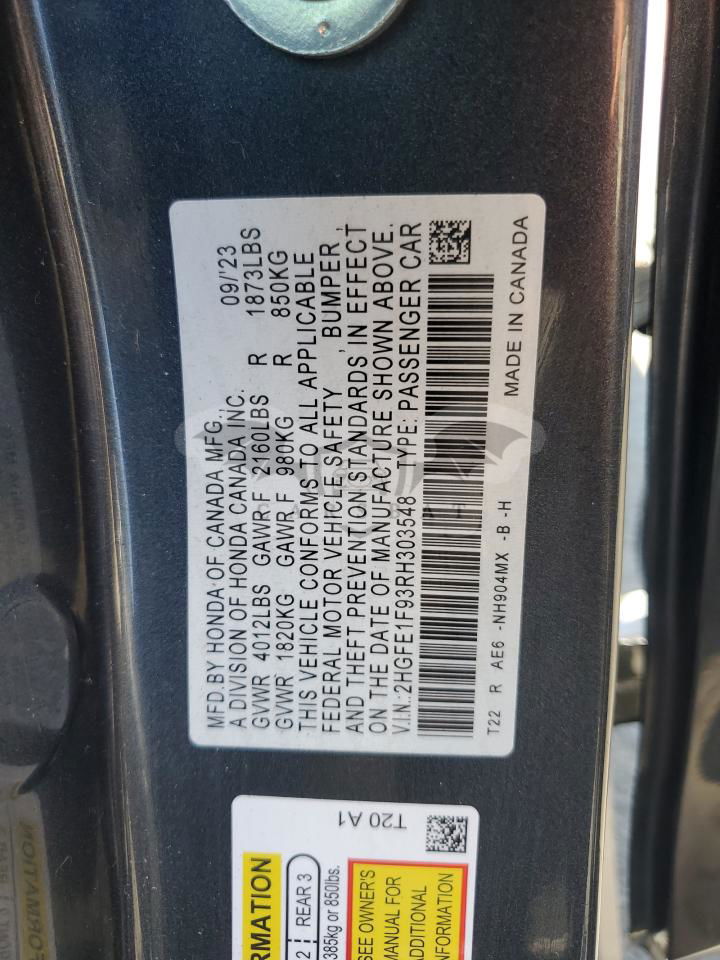 MFD.BY HONDA OF CANADA MFG., 09/'23
A DIVISION OF HONDA CANADA INC.
GVWR 4012LBS GAWR F 2160LBS R 1873LBS
GVWR 1820KG GAWR F 980KG R 850KG
THIS VEHICLE CONFORMS TO ALL APPLICABLE
FEDERAL MOTOR VEHICLE SAFETY , BUMPER ,
AND THEFT PREVENTION STANDARDS IN EFFECT
ON THE DATE OF MANUFACTURE SHOWN ABOVE.
V.I.N.:2HGFE1F93RH303548 TYPE: PASSENGER CAR
T22 R AE6 -NH904MX -B -H MADE IN CANADA
T20 A1
RMATION
2 REAR 3
385kg or 850lbs.
SEE OWNER'S
MANUAL FOR
ADDITIONAL
INFORMATION